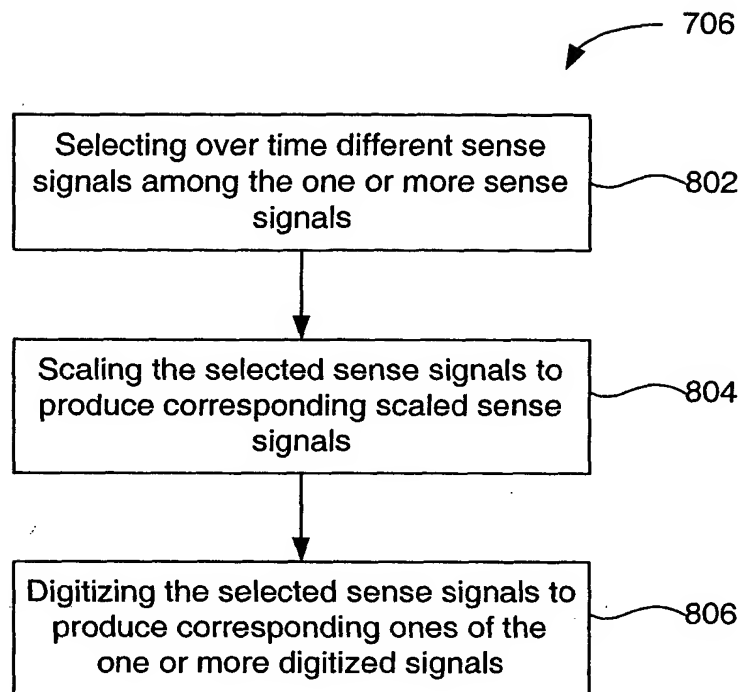 706
Selecting over time different sense
signals among the one or more sense
signals
802
Scaling the selected sense signals to
produce corresponding scaled sense
signals
804
Digitizing the selected sense signals to
produce corresponding ones of the
one or more digitized signals
806